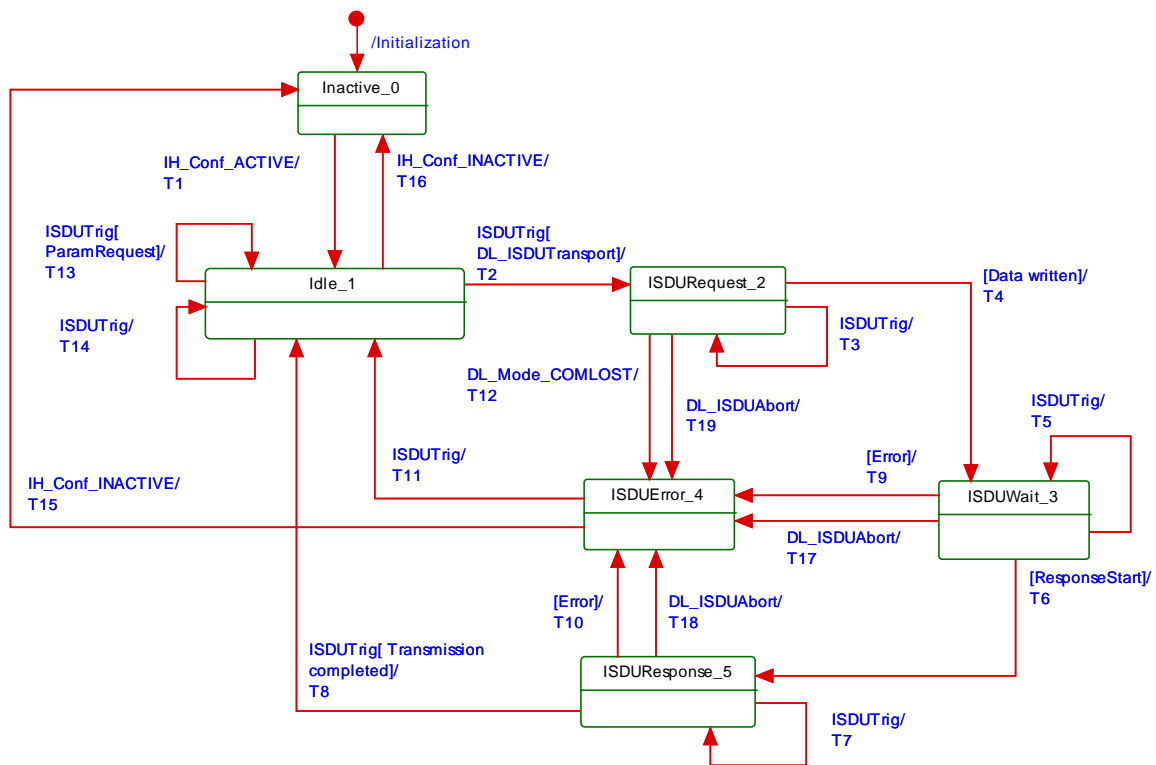 /Initialization
Inactive_0
IH_Conf_ACTIVE/
T1
IH_Conf_INACTIVE/
T16
ISDUTrig[
ParamRequest]/
T13
ISDUTrig[
DL_ISDUTransport]/
T2
Idle_1
ISDURequest_2
[Data written]/
T4
ISDUTrig/
T14
ISDUTrig/
T3
DL_Mode_COMLOST/
T12
DL_ISDUAbort/
T19
ISDUTrig/
T5
ISDUTrig/
T11
[Error]/
T9
IH_Conf_INACTIVE/
T15
ISDUError_4
ISDUWait_3
DL_ISDUAbort/
T17
[ResponseStart]/
T6
[Error]/
T10
DL_ISDUAbort/
T18
ISDUTrig[ Transmission
completed]/
T8
ISDUResponse_5
ISDUTrig/
T7